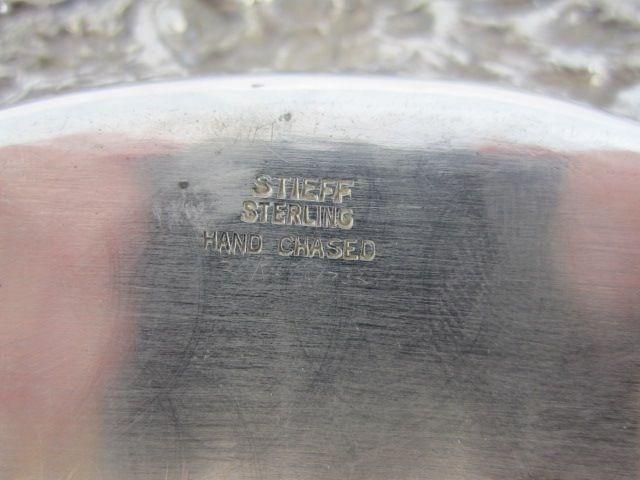 STIEFF
STERLING
HAND CHASED